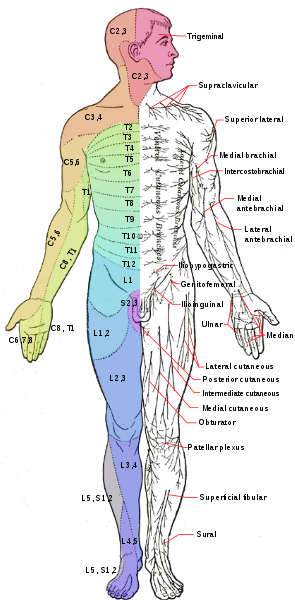 C2,3
Trigeminal
C2,3
Supraclavicular
C3,4
Superior lateral
T2
T3
T4
T5
T6
T7
T8
T9
T10
T11
T12
C5,6
Medial brachial
Intercostobrachial
T1
Medial
antebrachial
Lateral
antebrachial
C5,6
C8, T1
Iliohypogastric
L1
Genitofemoral
S2,3
Ilioinguinal
C8, T1
Ulnar
Median
C6,7,8
L1,2
Lateral cutaneous
Posterior cutaneous
L2,3
Intermediate cutaneous
Medial cutaneous
Obturator
Patellar plexus
L3,4
L5, S1,2
Superficial fibular
Sural
L4,5
L5, S1,2